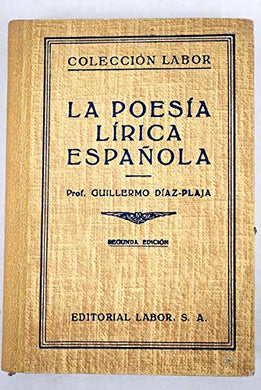 COLECCIÓN LABOR
LA POESÍA
LÍRICA
ESPAÑOLA
Prof. GUILLERMO DÍAZ-PLAJA
SEGUNDA EDICIÓN
EDITORIAL LABOR, S. A.